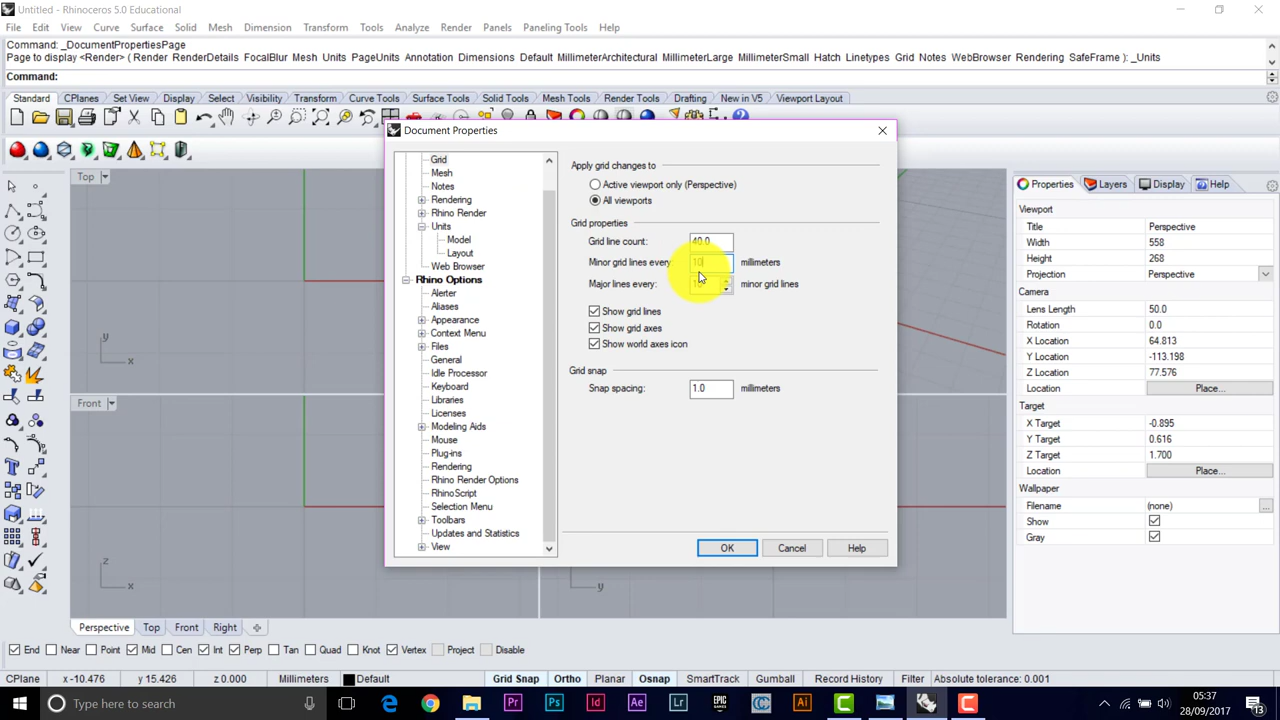 Untitled - Rhinoceros 5.0 Educational
File Edit View Curve Surface Solid Mesh Dimension Transform Tools Analyze Render Panels Paneling Tools Help
Command: _DocumentPropertiesPage
Page to display <Render> ( Render RenderDetails FocalBlur Mesh Units PageUnits Annotation Dimensions Default MillimeterArchitectural MillimeterLarge MillimeterSmall Hatch Linetypes Grid Notes WebBrowser Rendering SafeFrame ): _Units
Command:
Standard CPlanes Set View Display Select Visibility Transform Curve Tools Surface Tools Solid Tools Mesh Tools Render Tools Drafting New in V5 Viewport Layout
Document Properties
Grid
Mesh
Notes
Rendering
Rhino Render
Units
Model
Layout
Web Browser
Rhino Options
Alerter
Aliases
Appearance
Context Menu
Files
General
Idle Processor
Keyboard
Libraries
Licenses
Modeling Aids
Mouse
Plug-ins
Rendering
Rhino Render Options
RhinoScript
Selection Menu
Toolbars
Updates and Statistics
View
Apply grid changes to
Active viewport only (Perspective)
All viewports
Grid properties
Grid line count: 40.0
Minor grid lines every: 10 millimeters
Major lines every: minor grid lines
Show grid lines
Show grid axes
Show world axes icon
Grid snap
Snap spacing: 1.0 millimeters
OK Cancel Help
Top
y
x
Front
z
x
y
Properties Layers Display Help
Viewport
Title Perspective
Width 558
Height 268
Projection Perspective
Camera
Lens Length 50.0
Rotation 0.0
X Location 64.813
Y Location -113.198
Z Location 77.576
Location Place...
Target
X Target -0.895
Y Target 0.616
Z Target 1.700
Location Place...
Wallpaper
Filename (none) ...
Show
Gray
Perspective Top Front Right
End Near Point Mid Cen Int Perp Tan Quad Knot Vertex Project Disable
CPlane x -10.476 y 15.426 z 0.000 Millimeters Default Grid Snap Ortho Planar Osnap SmartTrack Gumball Record History Filter Absolute tolerance: 0.001
Type here to search
Pr Ps Id Ae Lr EPIC GAMES Ai
05:37
28/09/2017